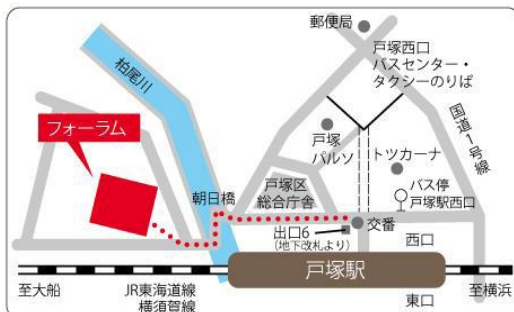 郵便局
戸塚西口
バスセンター・
タクシーのりば
柏尾川
国道1号線
フォーラム
戸塚
パルソ
トツカーナ
朝日橋
戸塚区
総合庁舎
バス停
戸塚駅西口
出口6
(地下改札より)
交番
西口
戸塚駅
至大船
JR東海道線
横須賀線
至横浜
東口